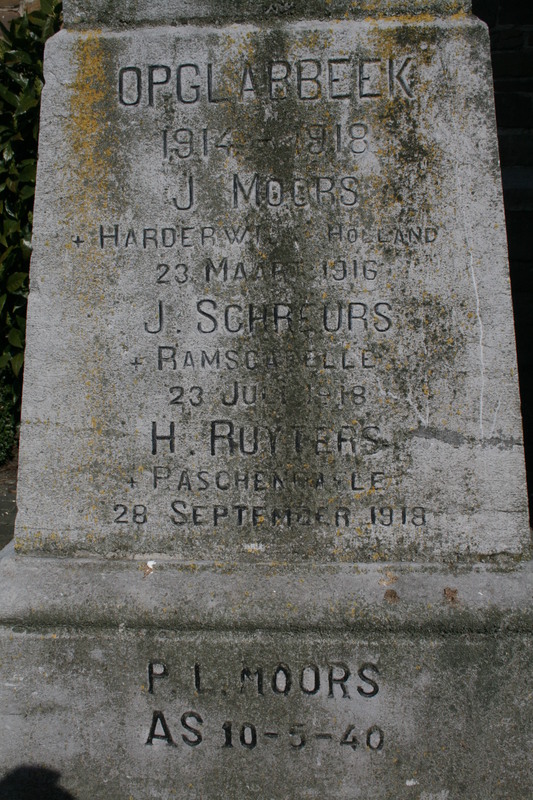 OPGLABBEEK
1914 - 1918
J MOORS
+ HARDERWIJK HOLLAND
23 MAART 1916
J. SCHREURS
+ RAMSCAPELLE
23 JULI 1918
H. RUYTERS
+ PASCHENDAELE
28 SEPTEMBER 1918
P. L. MOORS
AS 10-5-40